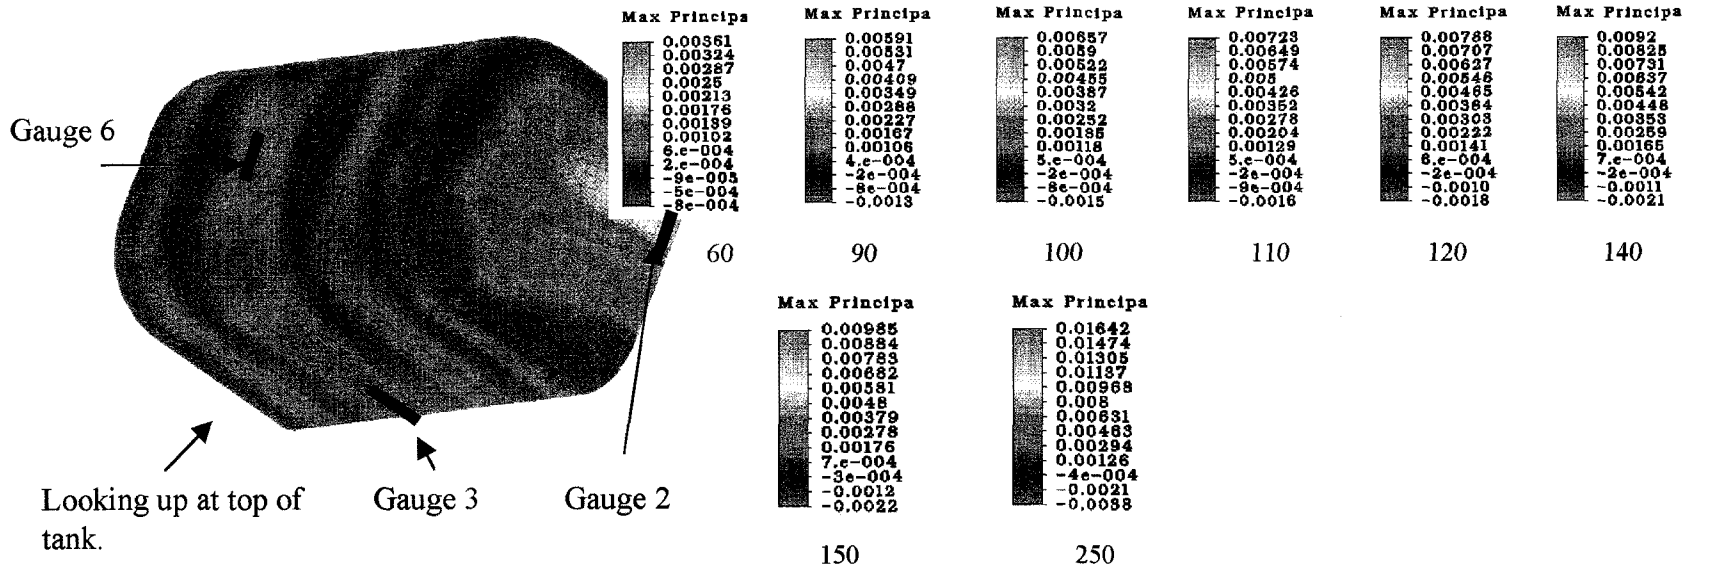 Gauge 6
Looking up at top of
tank.
Gauge 3
Gauge 2
Max Principa
0.00361
0.00324
0.00287
0.0025
0.00213
0.00176
0.00139
0.00102
6.e-004
2.e-004
-9e-005
-5e-004
-8e-004
60
Max Principa
0.00591
0.00531
0.0047
0.00409
0.00349
0.00288
0.00227
0.00167
0.00106
4.e-004
-2e-004
-8e-004
-0.0013
90
Max Principa
0.00657
0.0059
0.00522
0.00455
0.00387
0.0032
0.00252
0.00185
0.00118
5.e-004
-2e-004
-8e-004
-0.0015
100
Max Principa
0.00723
0.00649
0.00574
0.005
0.00426
0.00352
0.00278
0.00204
0.00129
5.e-004
-2e-004
-9e-004
-0.0016
110
Max Principa
0.00788
0.00707
0.00627
0.00546
0.00465
0.00384
0.00303
0.00222
0.00141
6.e-004
-2e-004
-0.0010
-0.0018
120
Max Principa
0.0092
0.00825
0.00731
0.00637
0.00542
0.00448
0.00353
0.00259
0.00165
7.e-004
-2e-004
-0.0011
-0.0021
140
Max Principa
0.00985
0.00884
0.00783
0.00682
0.00581
0.0048
0.00379
0.00278
0.00176
7.e-004
-3e-004
-0.0012
-0.0022
150
Max Principa
0.01642
0.01474
0.01305
0.01137
0.00968
0.008
0.00631
0.00463
0.00294
0.00126
-4e-004
-0.0021
-0.0038
250